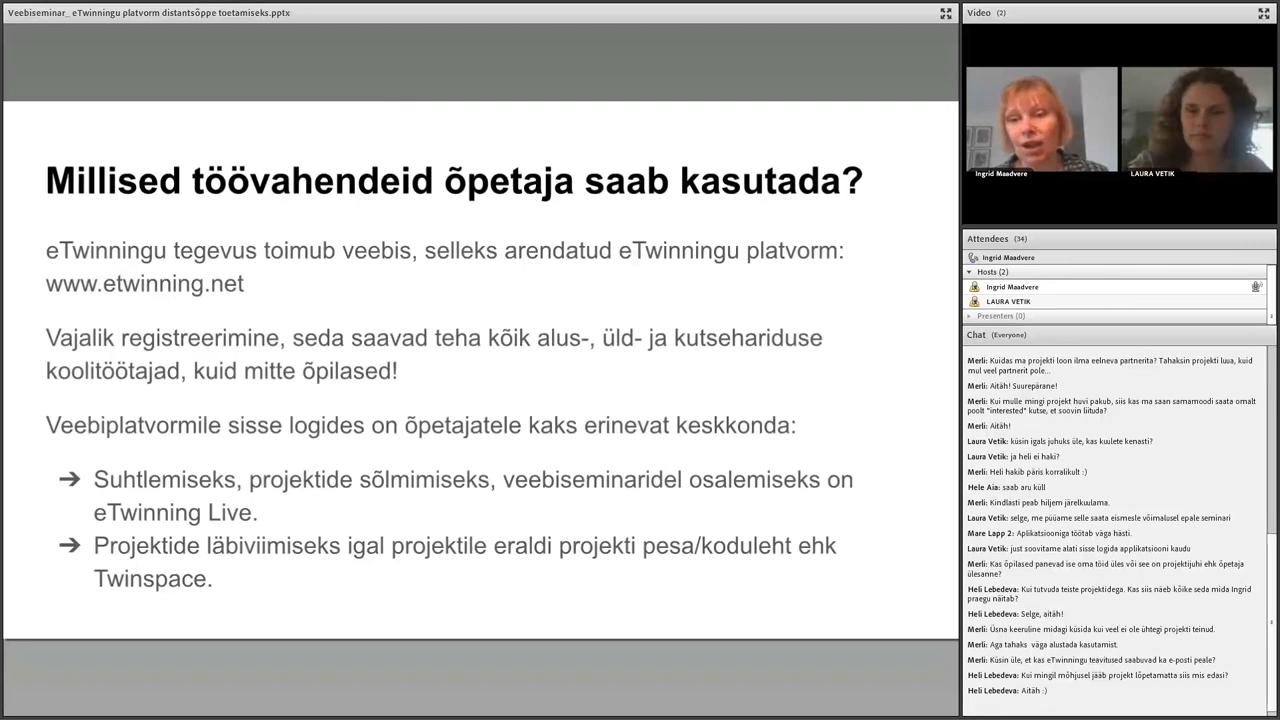 Veebiseminar_ eTwinningu platvorm distantsõppe toetamiseks.pptx
Millised töövahendeid õpetaja saab kasutada?
eTwinningu tegevus toimub veebis, selleks arendatud eTwinningu platvorm:
www.etwinning.net
Vajalik registreerimine, seda saavad teha kõik alus-, üld- ja kutsehariduse
koolitöötajad, kuid mitte õpilased!
Veebiplatvormile sisse logides on õpetajatele kaks erinevat keskkonda:
➔ Suhtlemiseks, projektide sõlmimiseks, veebiseminaridel osalemiseks on
eTwinning Live.
➔ Projektide läbiviimiseks igal projektile eraldi projekti pesa/koduleht ehk
Twinspace.
Video (2)
Ingrid Maadvere
LAURA VETIK
Attendees (34)
Ingrid Maadvere
Hosts (2)
Ingrid Maadvere
LAURA VETIK
Presenters (0)
Chat (Everyone)
Merli: Kuidas ma projekti loon ilma eelneva partnerita? Tahaksin projekti luua, kuid
mul veel partnerit pole...
Merli: Aitäh! Suurepärane!
Merli: Kui mulle mingi projekt huvi pakub, siis kas ma saan samamoodi saata omalt
poolt "interested" kutse, et soovin liituda?
Merli: Aitäh!
Laura Vetik: küsin igals juhuks üle, kas kuulete kenasti?
Laura Vetik: ja heli ei haki?
Merli: Heli hakib päris korralikult :)
Hele Aia: saab aru küll
Merli: Kindlasti peab hiljem järelkuulama.
Laura Vetik: selge, me püüame selle saata eismesle võimalusel epale seminari
Mare Lapp 2: Aplikatsiooniga töötab väga hästi.
Laura Vetik: just soovitame alati sisse logida applikatsiooni kaudu
Merli: Kas õpilased panevad ise oma töid üles või see on projektijuhi ehk õpetaja
ülesanne?
Heli Lebedeva: Kui tutvuda teiste projektidega. Kas siis näeb kõike seda mida Ingrid
praegu näitab?
Heli Lebedeva: Selge, aitäh!
Merli: Üsna keeruline midagi küsida kui veel ei ole ühtegi projekti teinud.
Merli: Aga tahaks väga alustada kasutamist.
Merli: Küsin üle, et kas eTwinningu teavitused saabuvad ka e-posti peale?
Heli Lebedeva: Kui mingil mõhjusel jääb projekt lõpetamatta siis mis edasi?
Heli Lebedeva: Aitäh :)